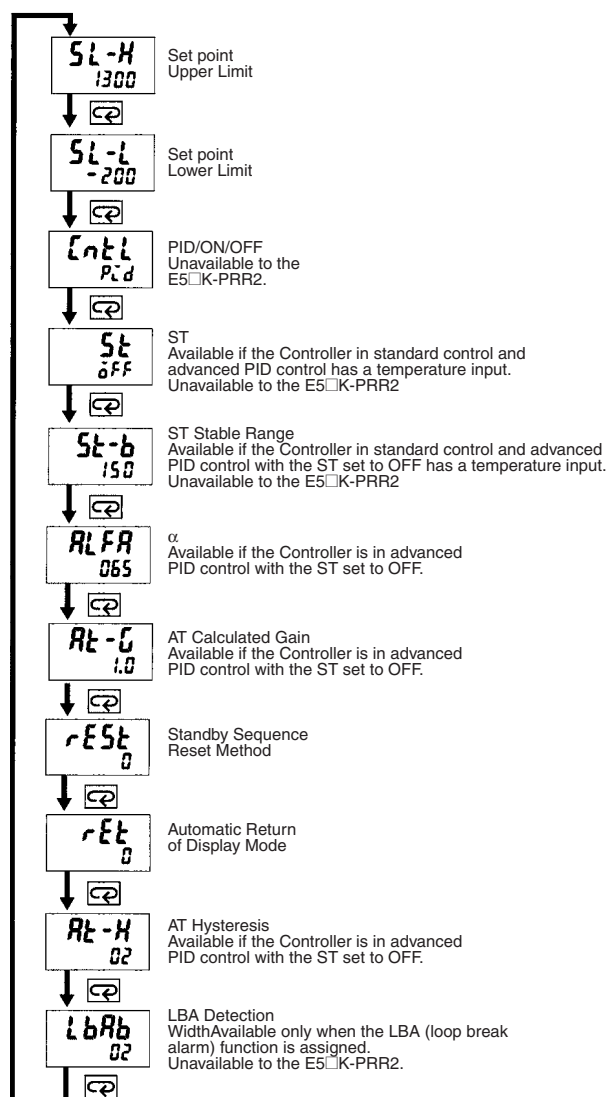 SL-H
1300
Set point
Upper Limit
SL-L
-200
Set point
Lower Limit
CntL
Pid
PID/ON/OFF
Unavailable to the
E5□K-PRR2.
St
oFF
ST
Available if the Controller in standard control and
advanced PID control has a temperature input.
Unavailable to the E5□K-PRR2
St-b
150
ST Stable Range
Available if the Controller in standard control and advanced
PID control with the ST set to OFF has a temperature input.
Unavailable to the E5□K-PRR2
ALFA
065
α
Available if the Controller is in advanced
PID control with the ST set to OFF.
At-G
1.0
AT Calculated Gain
Available if the Controller is in advanced
PID control with the ST set to OFF.
rESt
0
Standby Sequence
Reset Method
rEt
0
Automatic Return
of Display Mode
At-H
02
AT Hysteresis
Available if the Controller is in advanced
PID control with the ST set to OFF.
LbAb
02
LBA Detection
WidthAvailable only when the LBA (loop break
alarm) function is assigned.
Unavailable to the E5□K-PRR2.